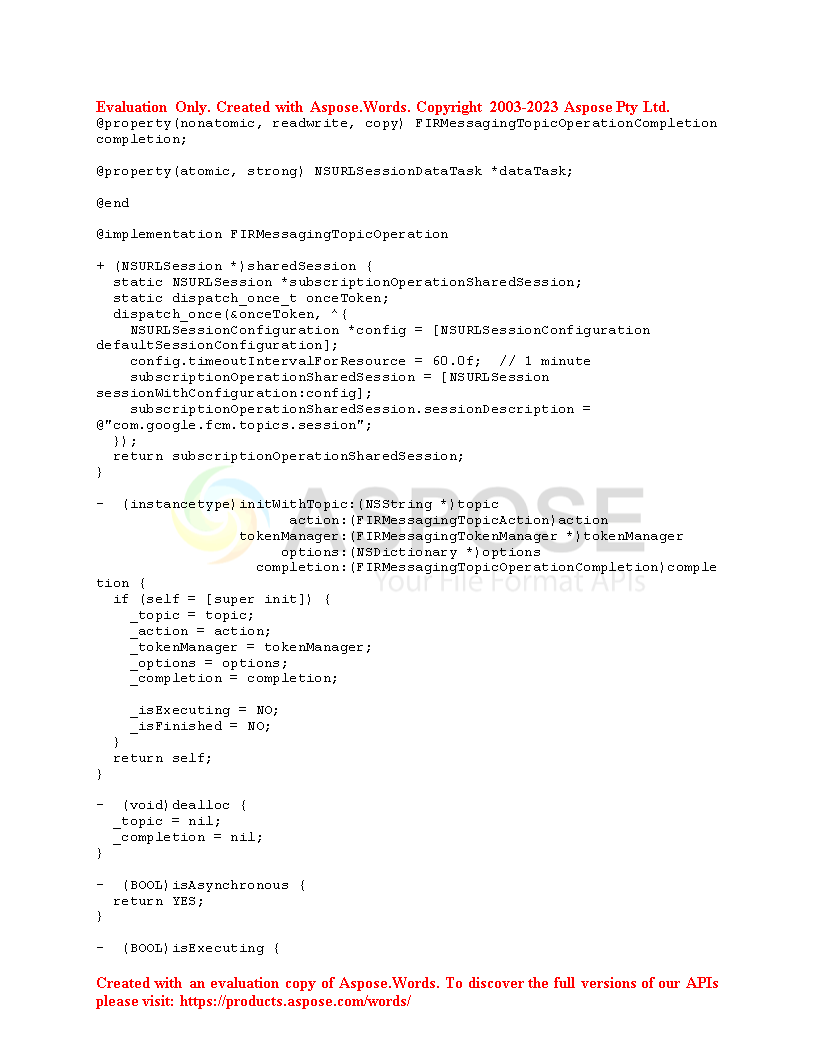 Evaluation Only. Created with Aspose.Words. Copyright 2003-2023 Aspose Pty Ltd.
@property(nonatomic, readwrite, copy) FIRMessagingTopicOperationCompletion
completion;
@property(atomic, strong) NSURLSessionDataTask *dataTask;
@end
@implementation FIRMessagingTopicOperation
+ (NSURLSession *)sharedSession {
  static NSURLSession *subscriptionOperationSharedSession;
  static dispatch_once_t onceToken;
  dispatch_once(&onceToken, ^{
    NSURLSessionConfiguration *config = [NSURLSessionConfiguration
defaultSessionConfiguration];
    config.timeoutIntervalForResource = 60.0f;  // 1 minute
    subscriptionOperationSharedSession = [NSURLSession
sessionWithConfiguration:config];
    subscriptionOperationSharedSession.sessionDescription =
@"com.google.fcm.topics.session";
  });
  return subscriptionOperationSharedSession;
}
-  (instancetype)initWithTopic:(NSString *)topic
                       action:(FIRMessagingTopicAction)action
                 tokenManager:(FIRMessagingTokenManager *)tokenManager
                      options:(NSDictionary *)options
                   completion:(FIRMessagingTopicOperationCompletion)comple
tion {
  if (self = [super init]) {
    _topic = topic;
    _action = action;
    _tokenManager = tokenManager;
    _options = options;
    _completion = completion;
    _isExecuting = NO;
    _isFinished = NO;
  }
  return self;
}
-  (void)dealloc {
  _topic = nil;
  _completion = nil;
}
-  (BOOL)isAsynchronous {
  return YES;
}
-  (BOOL)isExecuting {
ASPOSE
Your File Format APIs
Created with an evaluation copy of Aspose.Words. To discover the full versions of our APIs
please visit: https://products.aspose.com/words/